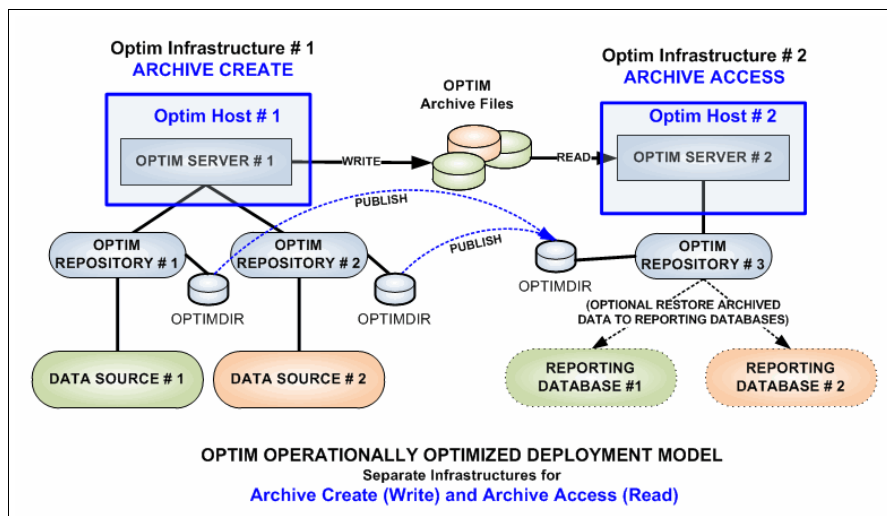 Optim Infrastructure # 1
ARCHIVE CREATE
Optim Host # 1
OPTIM SERVER # 1
WRITE
OPTIM
Archive Files
READ
Optim Infrastructure # 2
ARCHIVE ACCESS
Optim Host # 2
OPTIM SERVER # 2
PUBLISH
PUBLISH
OPTIM
REPOSITORY # 1
OPTIMDIR
OPTIM
REPOSITORY # 2
OPTIMDIR
OPTIMDIR
OPTIM
REPOSITORY # 3
(OPTIONAL RESTORE ARCHIVED
DATA TO REPORTING DATABASES)
DATA SOURCE # 1
DATA SOURCE # 2
REPORTING
DATABASE #1
REPORTING
DATABASE # 2
OPTIM OPERATIONALLY OPTIMIZED DEPLOYMENT MODEL
Separate Infrastructures for
Archive Create (Write) and Archive Access (Read)